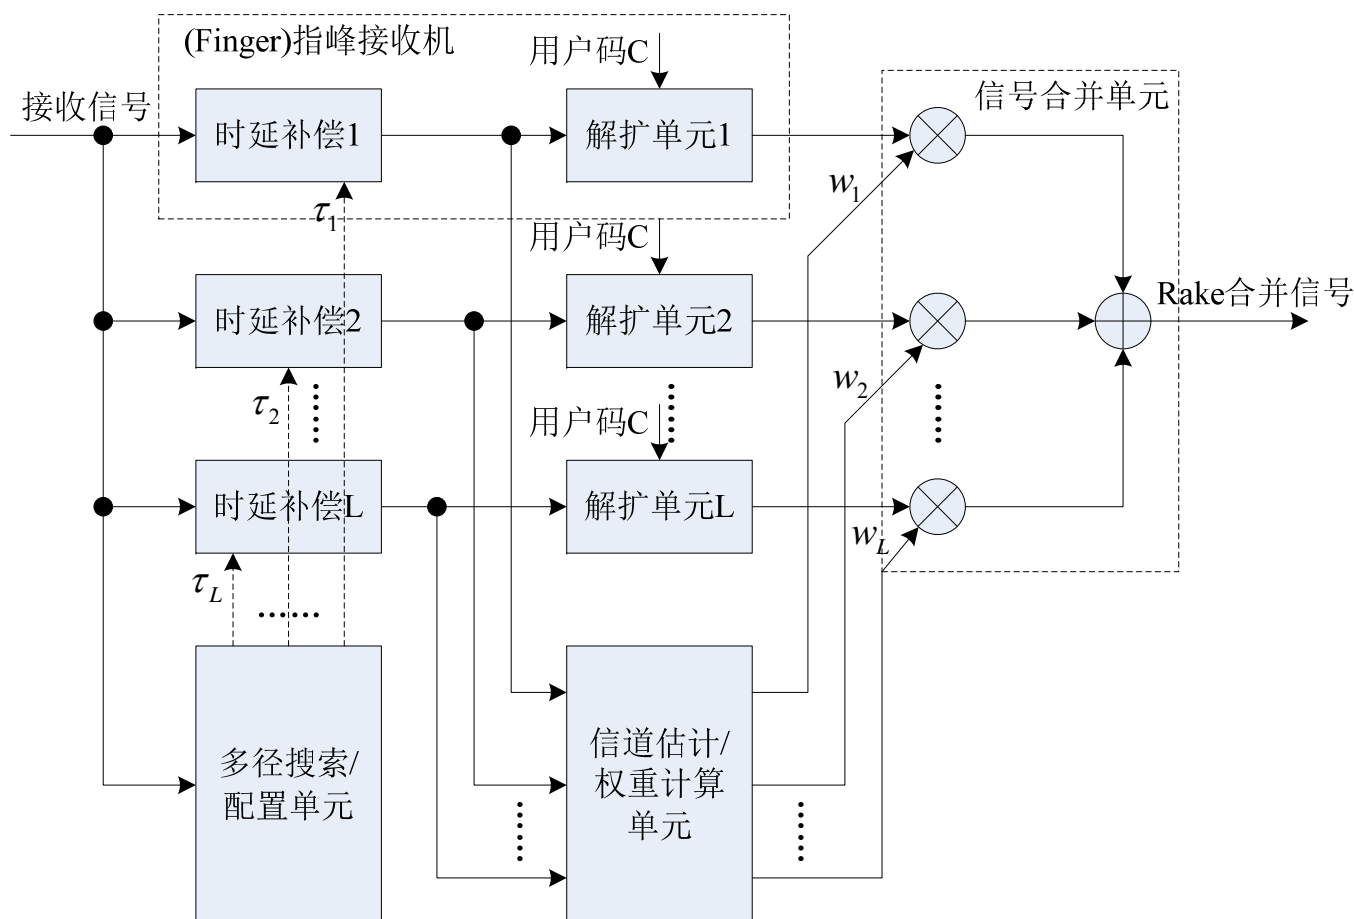 (Finger)指峰接收机
用户码C
接收信号
信号合并单元
时延补偿1
解扩单元1
w1
τ1
用户码C
时延补偿2
解扩单元2
Rake合并信号
w2
τ2
用户码C
时延补偿L
解扩单元L
wL
τL
多径搜索/
配置单元
信道估计/
权重计算
单元